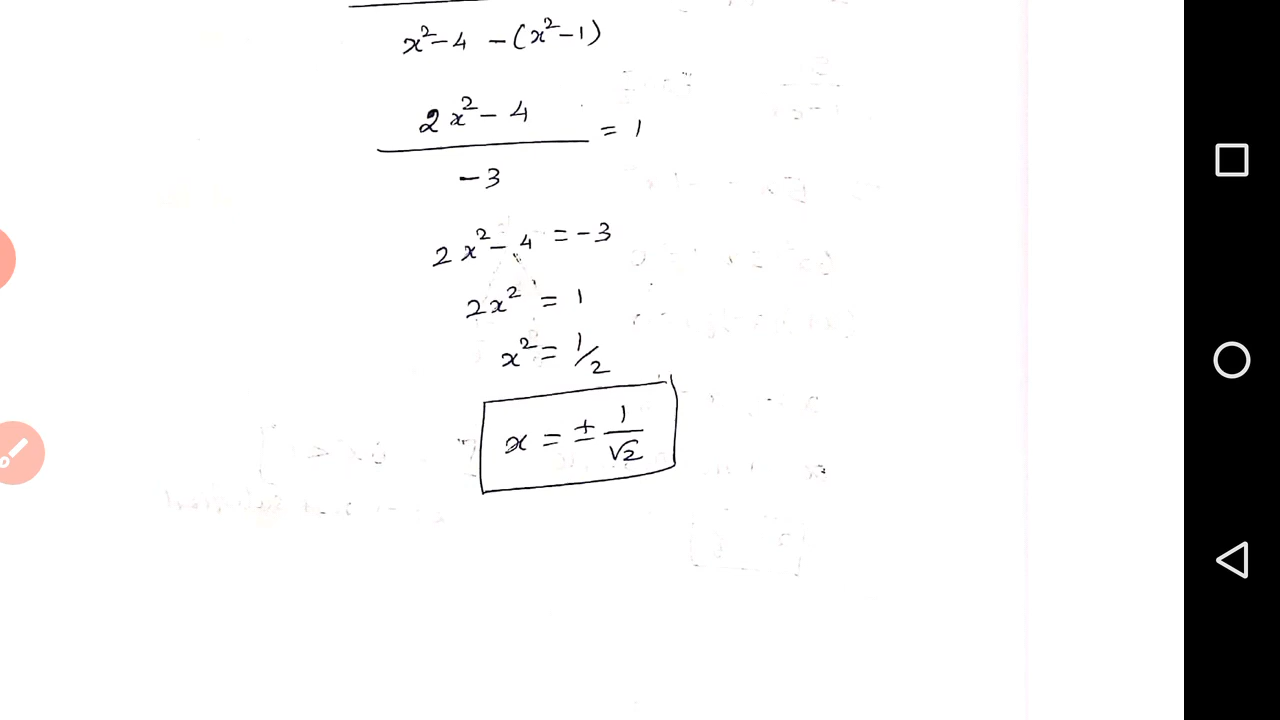 x²-4 -(x²-1)
2x²-4
= 1
-3
2x²-4 = -3
2x² = 1
x² = 1/2
x = ± 1/√2